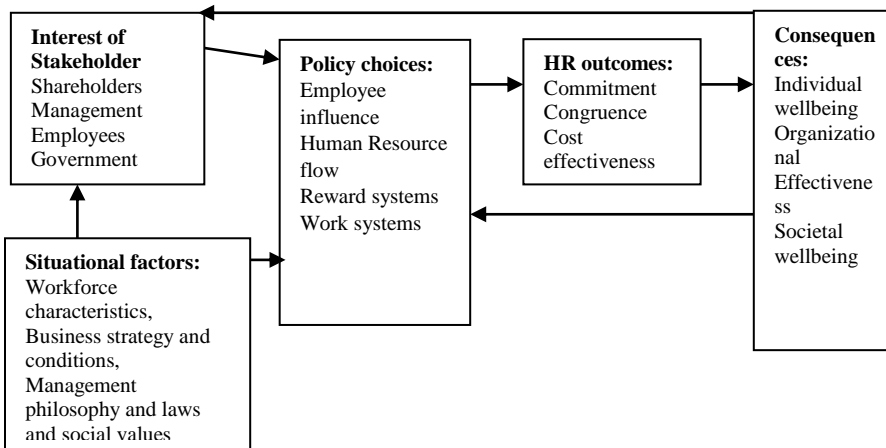 Interest of
Stakeholder
Shareholders
Management
Employees
Government
Policy choices:
Employee
influence
Human Resource
flow
Reward systems
Work systems
HR outcomes:
Commitment
Congruence
Cost
effectiveness
Consequen
ces:
Individual
wellbeing
Organizatio
nal
Effectivene
ss
Societal
wellbeing
Situational factors:
Workforce
characteristics,
Business strategy and
conditions,
Management
philosophy and laws
and social values